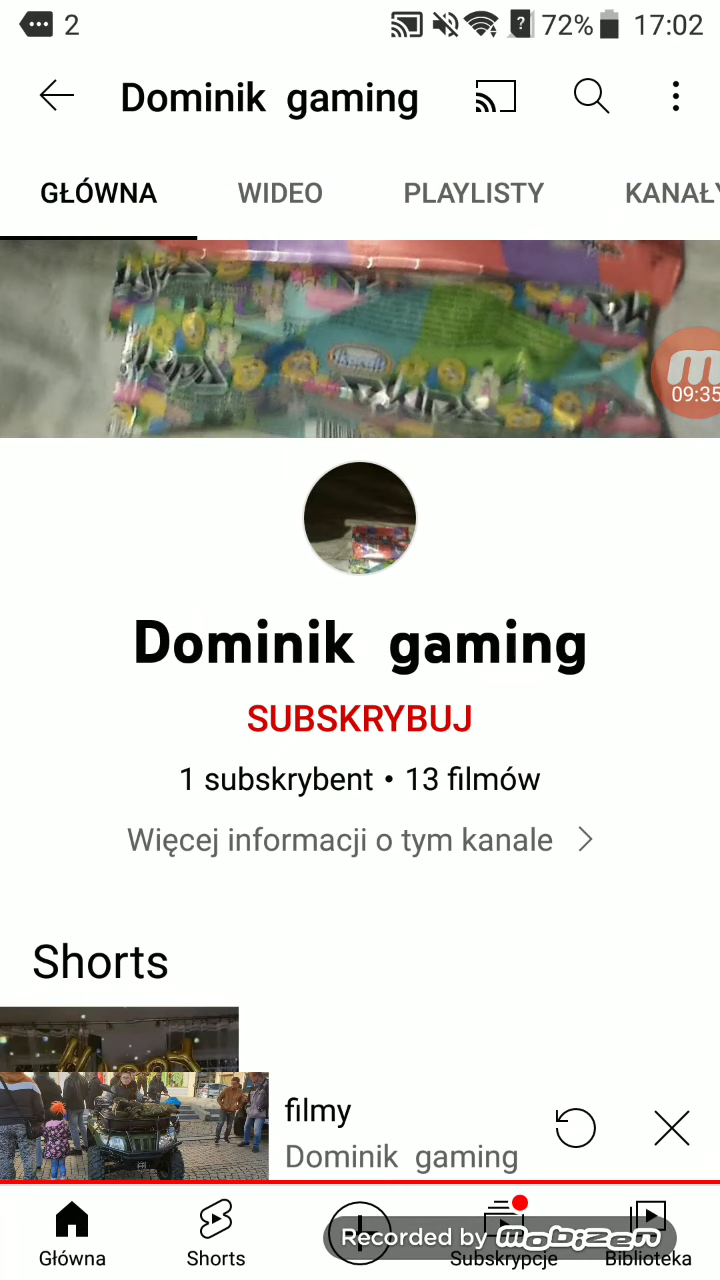 2 72% 17:02
Dominik gaming
GŁÓWNA WIDEO PLAYLISTY KANAŁY
09:35
Dominik gaming
SUBSKRYBUJ
1 subskrybent • 13 filmów
Więcej informacji o tym kanale
Shorts
filmy
Dominik gaming
Recorded by mobizen
Główna Shorts Subskrypcje Biblioteka